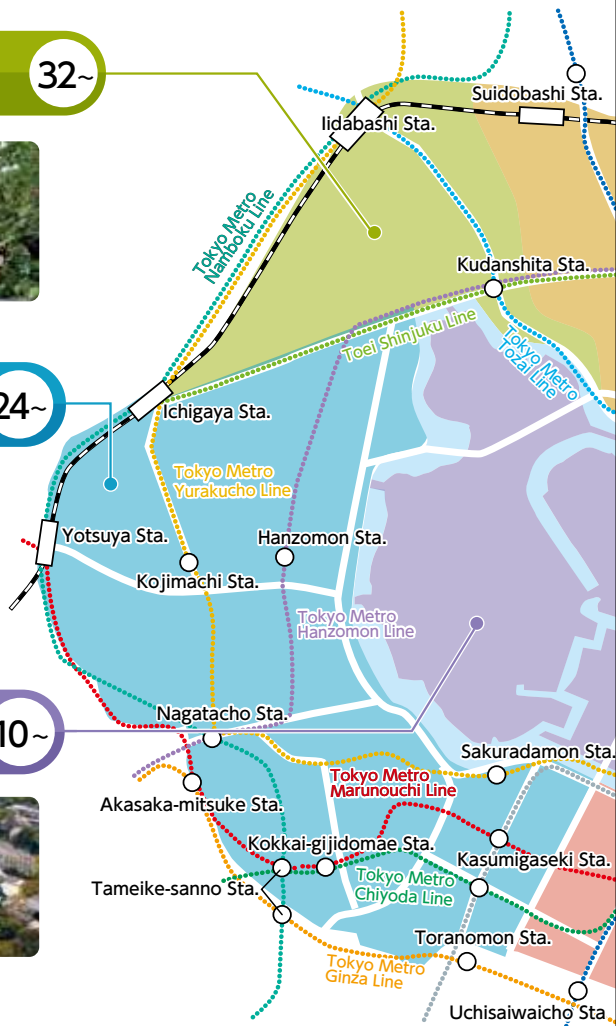 32~
Suidobashi Sta.
Iidabashi Sta.
Tokyo Metro
Namboku Line
Kudanshita Sta.
Toei Shinjuku Line
Tokyo Metro
Tozai Line
24~
Ichigaya Sta.
Tokyo Metro
Yurakucho Line
Yotsuya Sta.
Hanzomon Sta.
Kojimachi Sta.
Tokyo Metro
Hanzomon Line
Nagatacho Sta.
10~
Sakuradamon Sta.
Tokyo Metro
Marunouchi Line
Akasaka-mitsuke Sta.
Kokkai-gijidomae Sta.
Kasumigaseki Sta.
Tokyo Metro
Chiyoda Line
Tameike-sanno Sta.
Toranomon Sta.
Tokyo Metro
Ginza Line
Uchisaiwaicho Sta